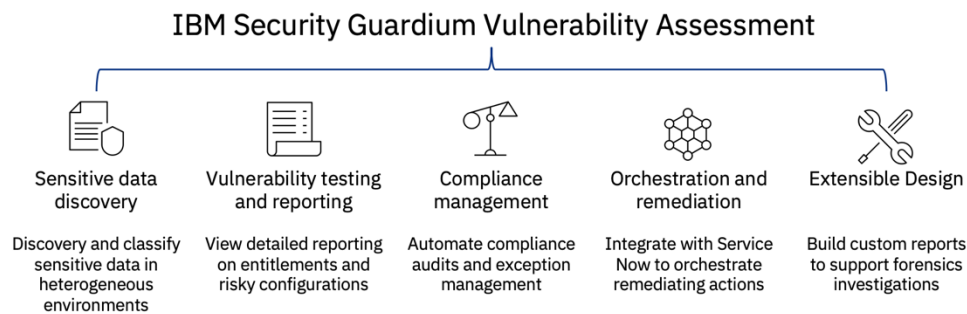 IBM Security Guardium Vulnerability Assessment
Sensitive data
discovery
Discovery and classify
sensitive data in
heterogeneous
environments
Vulnerability testing
and reporting
View detailed reporting
on entitlements and
risky configurations
Compliance
management
Automate compliance
audits and exception
management
Orchestration and
remediation
Integrate with Service
Now to orchestrate
remediating actions
Extensible Design
Build custom reports
to support forensics
investigations